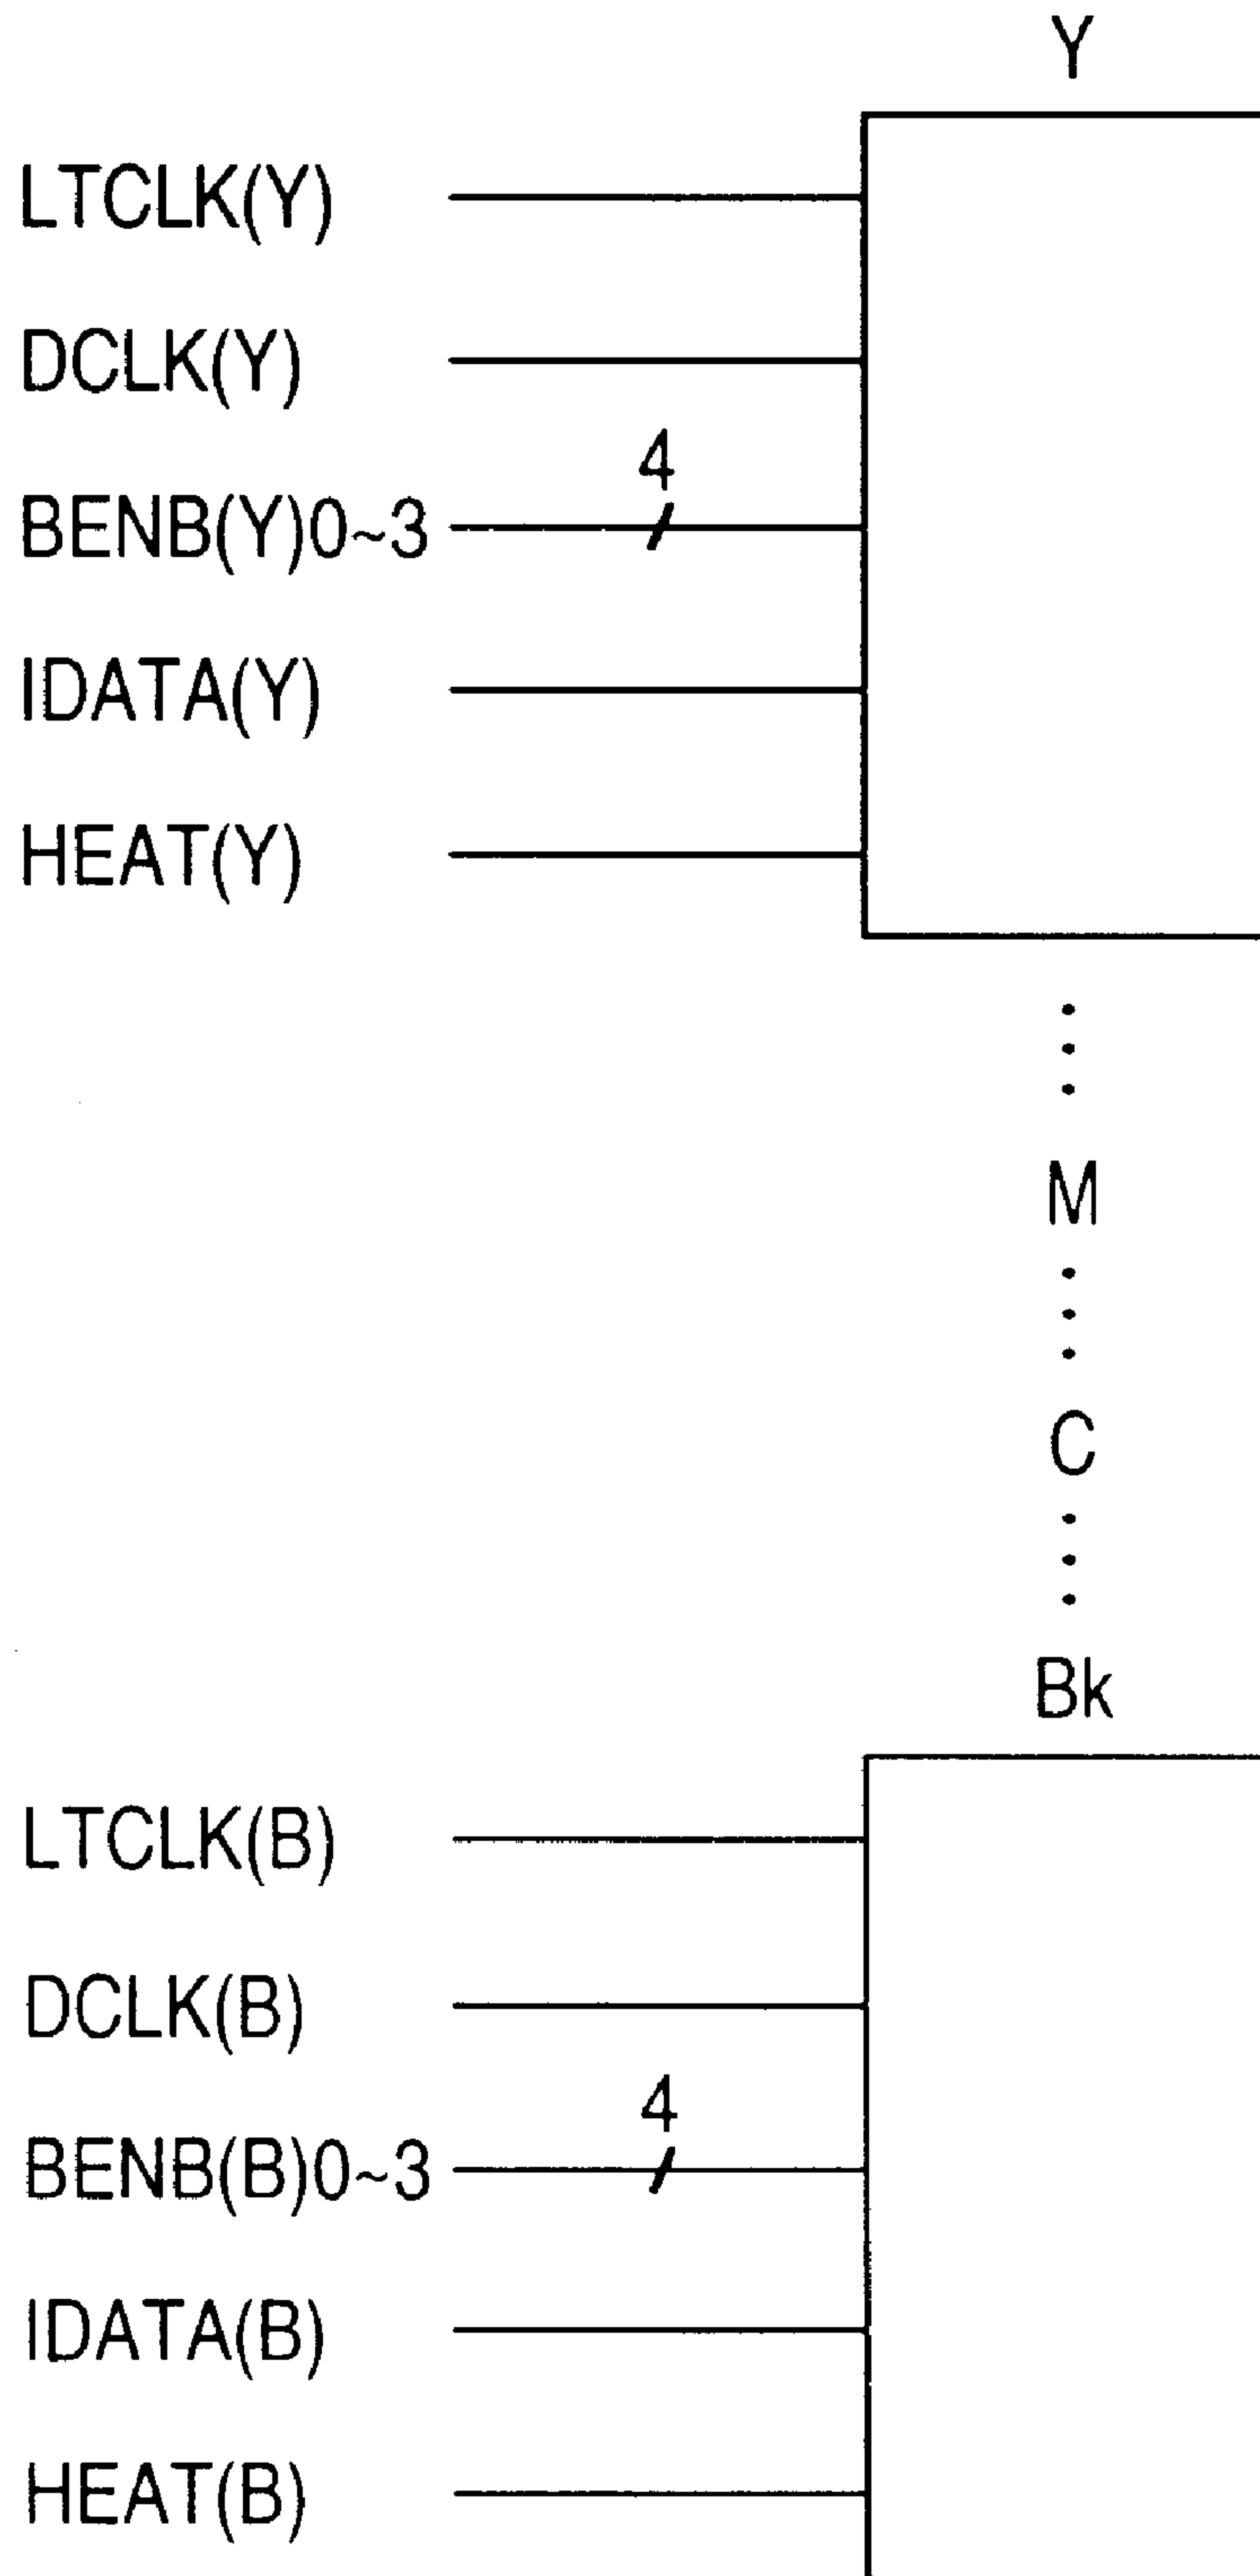 Y
LTCLK(Y)
DCLK(Y)
4
BENB(Y)0~3
IDATA(Y)
HEAT(Y)
M
C
Bk
LTCLK(B)
DCLK(B)
4
BENB(B)0~3
IDATA(B)
HEAT(B)